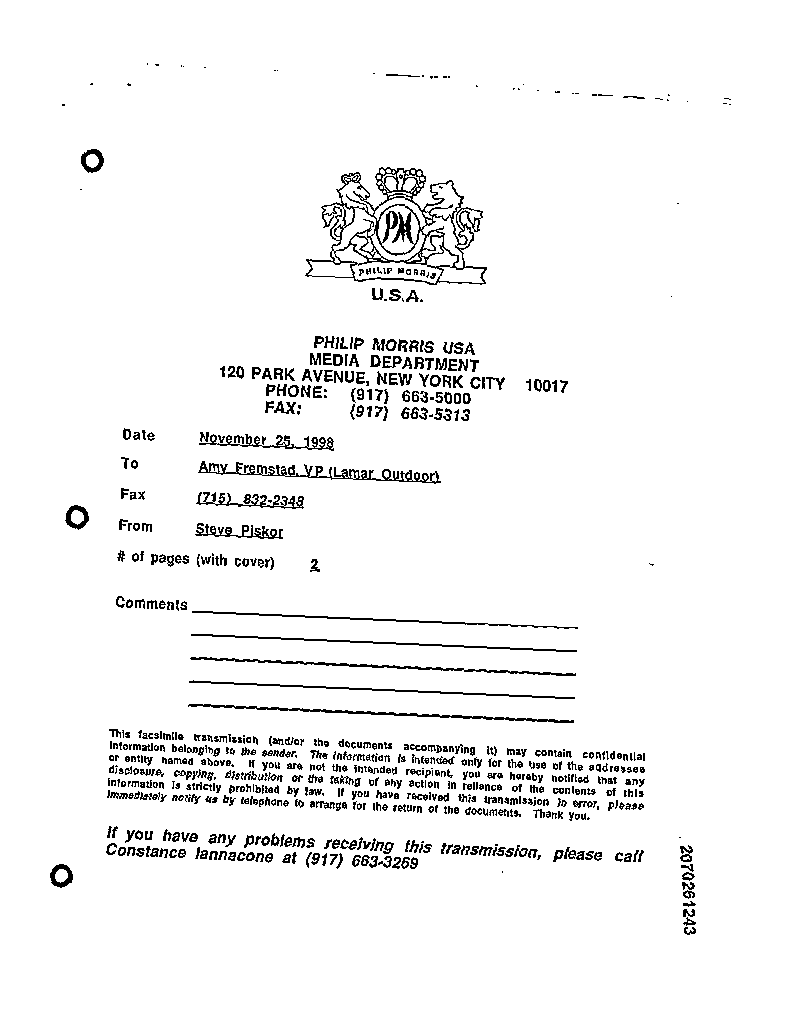 PM
PHILIP MORRIS
U.S.A.
PHILIP MORRIS USA
MEDIA DEPARTMENT
120 PARK AVENUE, NEW YORK CITY 10017
PHONE: (917) 663-5000
FAX: (917) 663-5313
Date November 25, 1998
To Amy Fremstad, VP (Lamar Outdoor)
Fax (715) 832-2348
From Steve Piskor
# of pages (with cover) 2
Comments
This facsimile transmission (and/or the documents accompanying it) may contain confidential
information belonging to the sender. The information is intended only for the use of the addressee
or entity named above. If you are not the intended recipient, you are hereby notified that any
disclosure, copying, distribution or the taking of any action in reliance of the contents of this
information is strictly prohibited by law. If you have received this transmission in error, please
immediately notify us by telephone to arrange for the return of the documents. Thank you.
If you have any problems receiving this transmission, please call
Constance Iannacone at (917) 663-3269
2070261243